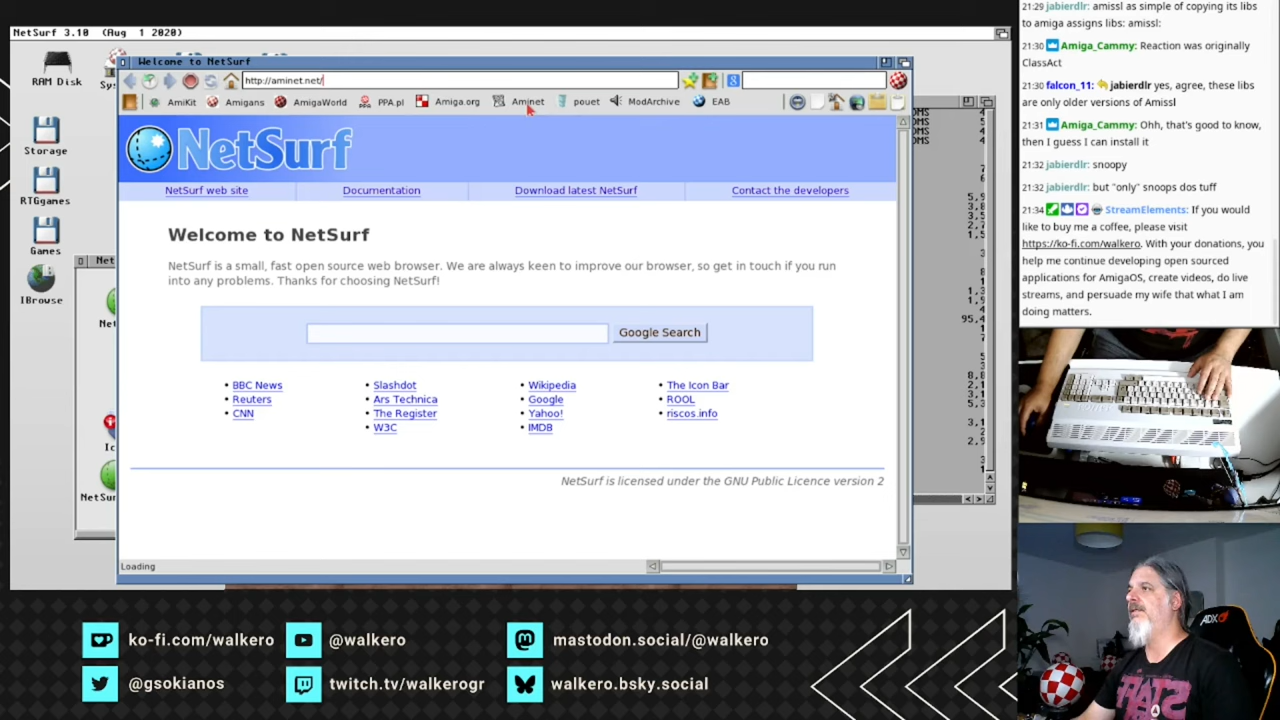 NetSurf 3.10 (Aug 1 2020)
RAM Disk
Storage
RTGgames
Games
IBrowse
Welcome to NetSurf
http://aminet.net/
AmiKit
Amigans
AmigaWorld
PPA.pl
Amiga.org
Aminet
pouet
ModArchive
EAB
NetSurf
NetSurf web site
Documentation
Download latest NetSurf
Contact the developers
Welcome to NetSurf
NetSurf is a small, fast open source web browser. We are always keen to improve our browser, so get in touch if you run
into any problems. Thanks for choosing NetSurf!
Google Search
• BBC News
• Reuters
• CNN
• Slashdot
• Ars Technica
• The Register
• W3C
• Wikipedia
• Google
• Yahoo!
• IMDB
• The Icon Bar
• ROOL
• riscos.info
NetSurf is licensed under the GNU Public Licence version 2
Loading
21:29 jabierdlr: amissl as simple of copying its libs
to amiga assigns libs: amissl:
21:30 Amiga_Cammy: Reaction was originally
ClassAct
21:30 falcon_11: jabierdlr yes, agree, these libs
are only older versions of Amissl
21:31 Amiga_Cammy: Ohh, that's good to know,
then I guess I can install it
21:32 jabierdlr: snoopy
21:32 jabierdlr: but "only" snoops dos tuff
21:34 StreamElements: If you would
like to buy me a coffee, please visit
https://ko-fi.com/walkero. With your donations, you
help me continue developing open sourced
applications for AmigaOS, create videos, do live
streams, and persuade my wife that what I am
doing matters.
ADX
ko-fi.com/walkero
@walkero
mastodon.social/@walkero
@gsokianos
twitch.tv/walkerogr
walkero.bsky.social